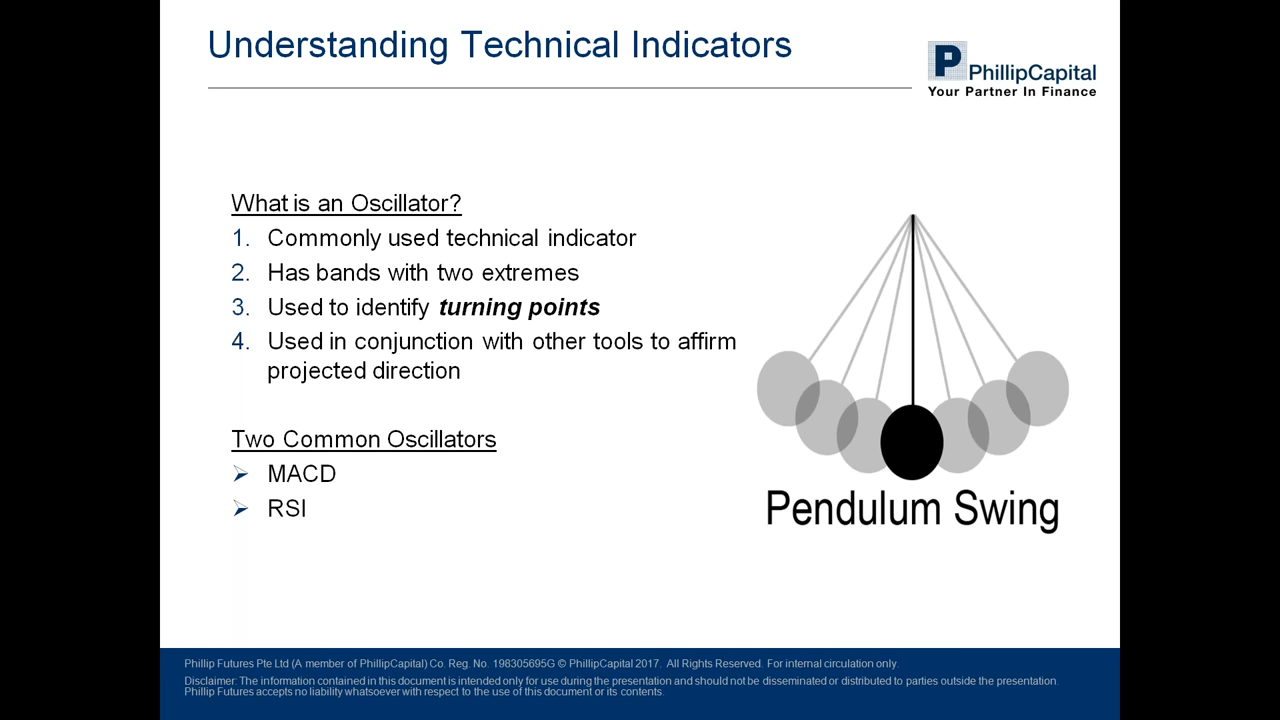 Understanding Technical Indicators
P PhillipCapital
Your Partner In Finance
What is an Oscillator?
1. Commonly used technical indicator
2. Has bands with two extremes
3. Used to identify turning points
4. Used in conjunction with other tools to affirm
projected direction
Two Common Oscillators
➢ MACD
➢ RSI
Pendulum Swing
Phillip Futures Pte Ltd (A member of PhillipCapital) Co. Reg. No. 198305695G © PhillipCapital 2017. All Rights Reserved. For internal circulation only.
Disclaimer: The information contained in this document is intended only for use during the presentation and should not be disseminated or distributed to parties outside the presentation.
Phillip Futures accepts no liability whatsoever with respect to the use of this document or its contents.